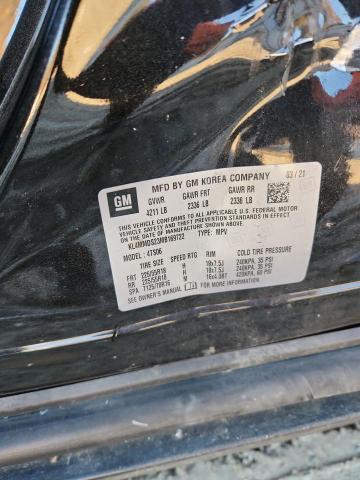 GM
MFD BY GM KOREA COMPANY 03/21
GVWR GAWR FRT GAWR RR
4211 LB 2336 LB 2336 LB
THIS VEHICLE CONFORMS TO ALL APPLICABLE U.S. FEDERAL MOTOR
VEHICLE SAFETY AND THEFT PREVENTION STANDARDS IN EFFECT ON
THE DATE OF MANUFACTURE SHOWN ABOVE.
KL4MMDS23MB169722 TYPE: MPV
MODEL: 4TS06
TIRE SIZE SPEED RTG RIM COLD TIRE PRESSURE
FRT 225/55R18 H 18x7.5J 240KPA, 35 PSI
RR 225/55R18 H 18x7.5J 240KPA, 35 PSI
SPA T125/70R16 M 16x4.0BT 420KPA, 60 PSI
SEE OWNER'S MANUAL FOR ADDITIONAL INFORMATION.